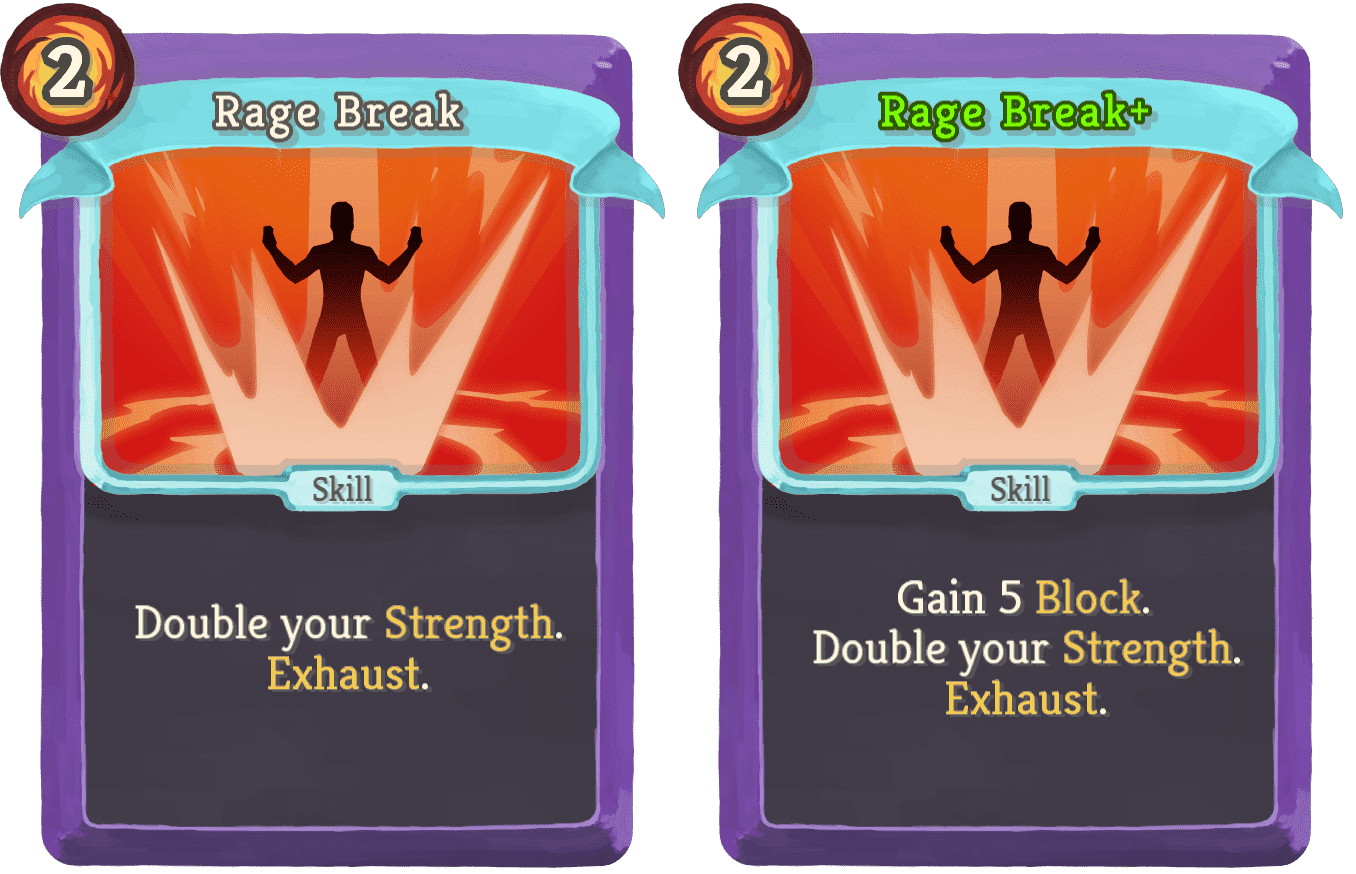 2
Rage Break
Skill
Double your Strength.
Exhaust.
2
Rage Break+
Skill
Gain 5 Block.
Double your Strength.
Exhaust.